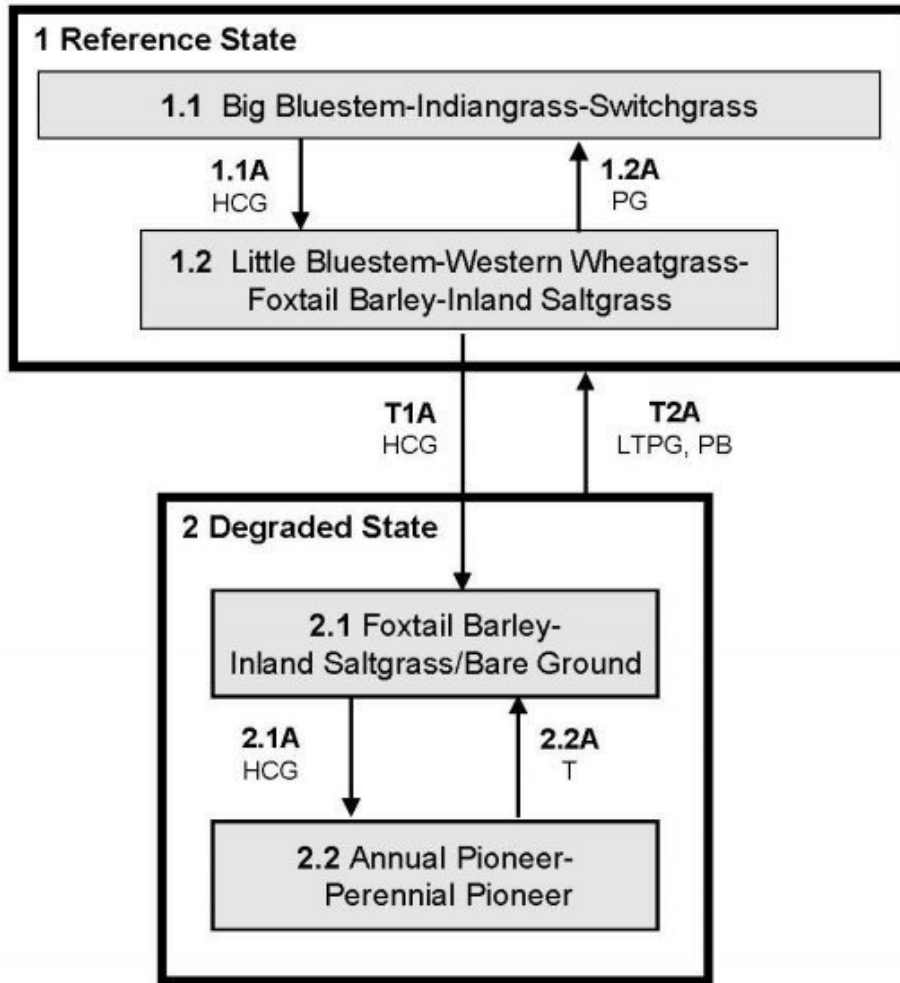 1 Reference State
1.1 Big Bluestem-Indiangrass-Switchgrass
1.1A
HCG
1.2A
PG
1.2 Little Bluestem-Western Wheatgrass-
Foxtail Barley-Inland Saltgrass
T1A
HCG
T2A
LTPG, PB
2 Degraded State
2.1 Foxtail Barley-
Inland Saltgrass/Bare Ground
2.1A
HCG
2.2A
T
2.2 Annual Pioneer-
Perennial Pioneer